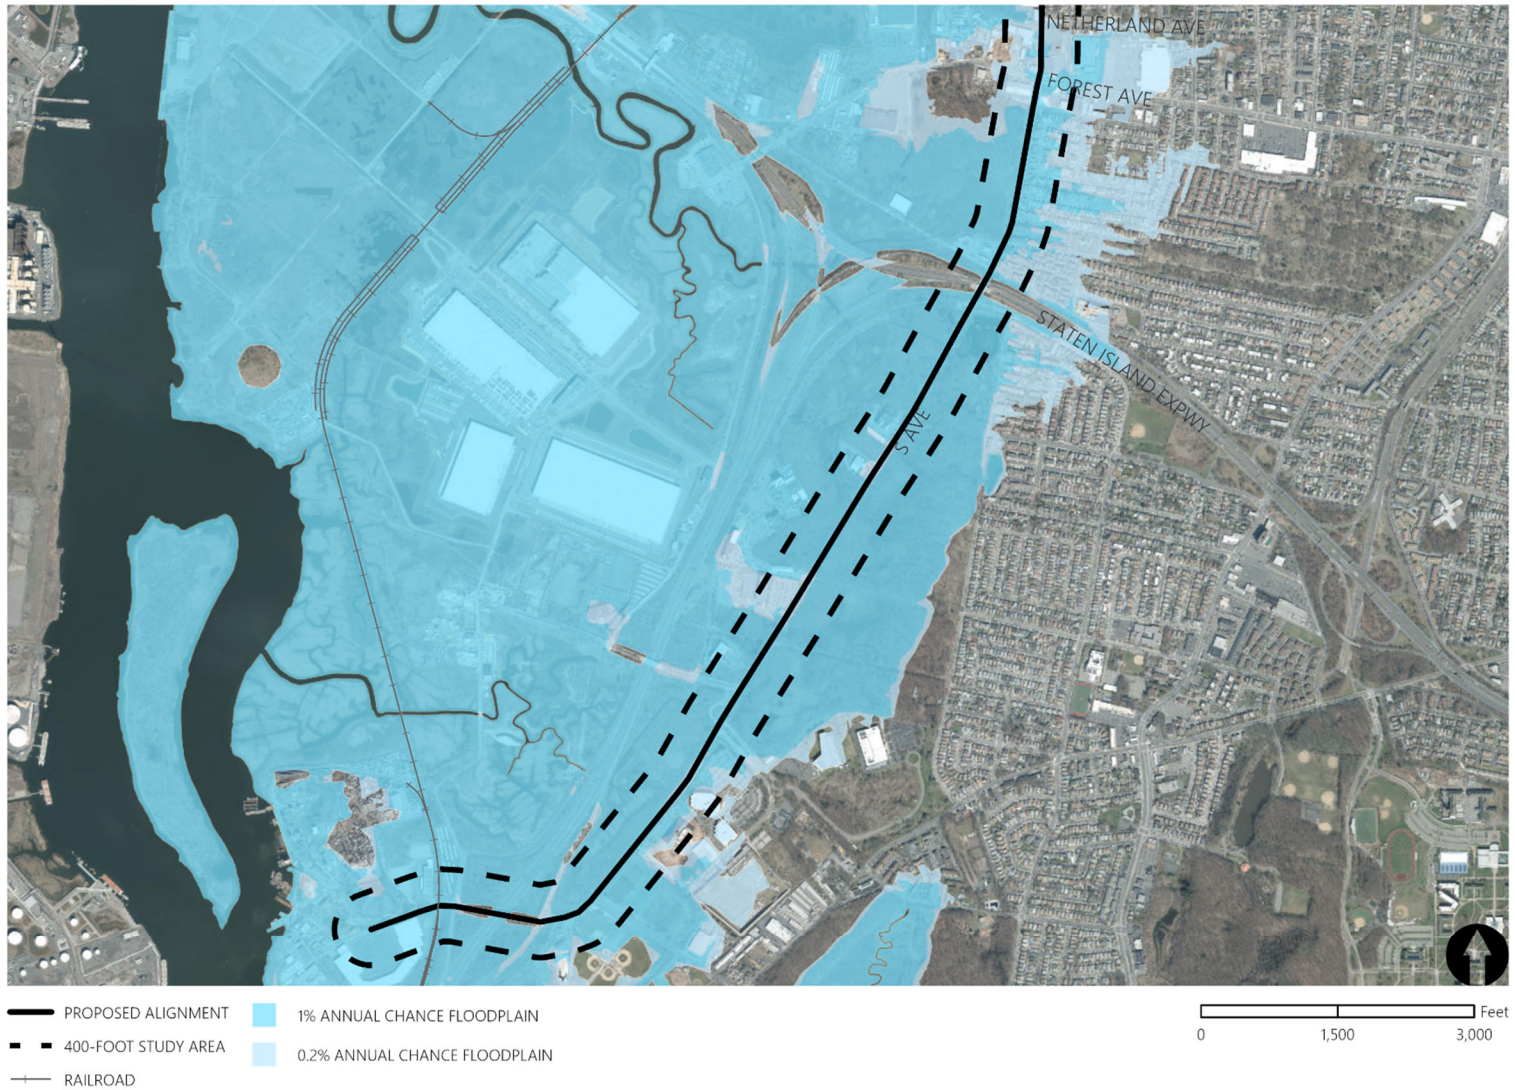 NETHERLAND AVE
FOREST AVE
STATEN ISLAND EXPWY
S AVE
PROPOSED ALIGNMENT
400-FOOT STUDY AREA
RAILROAD
1% ANNUAL CHANCE FLOODPLAIN
0.2% ANNUAL CHANCE FLOODPLAIN
Feet
0 1,500 3,000